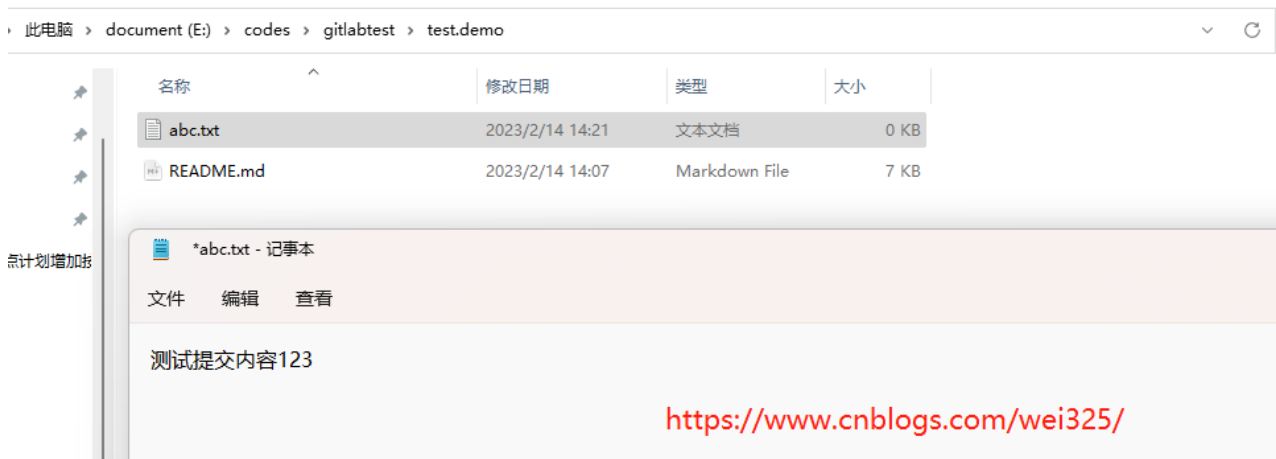 此电脑 > document (E:) > codes > gitlabtest > test.demo
名称 修改日期 类型 大小
abc.txt 2023/2/14 14:21 文本文档 0 KB
README.md 2023/2/14 14:07 Markdown File 7 KB
点计划增加按
*abc.txt - 记事本
文件 编辑 查看
测试提交内容123
https://www.cnblogs.com/wei325/